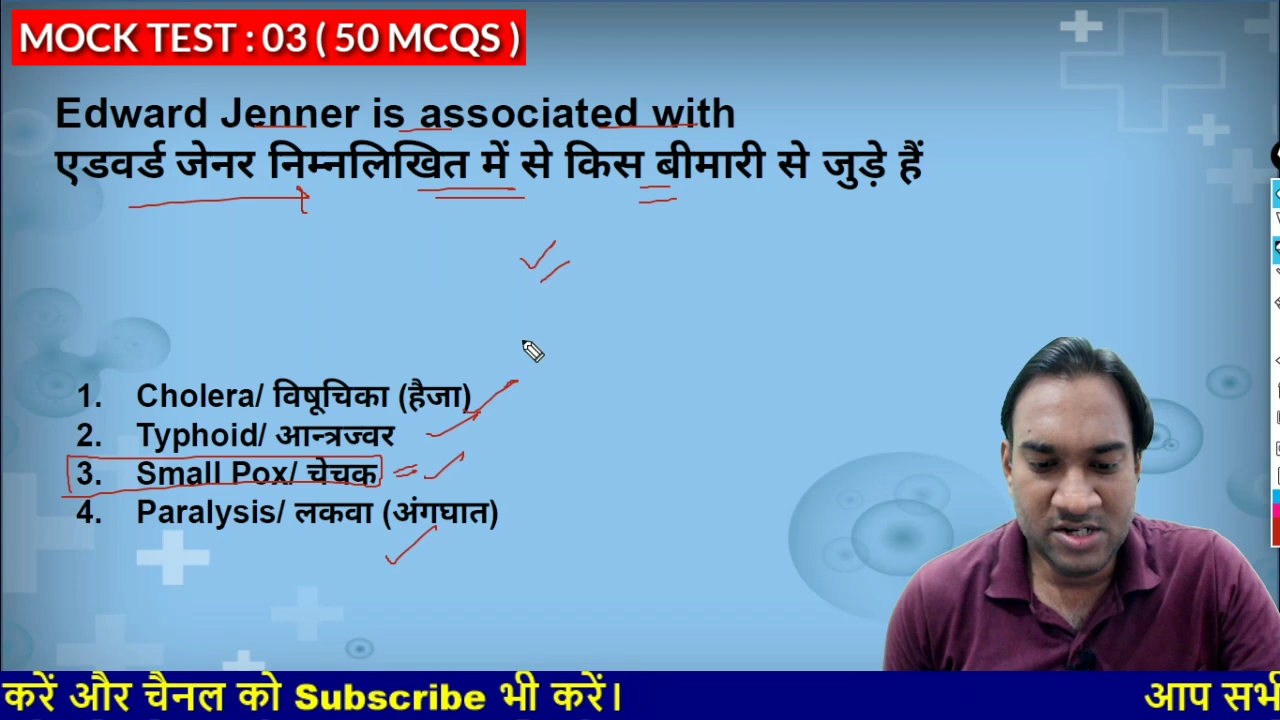 MOCK TEST : 03 ( 50 MCQS )
Edward Jenner is associated with
एडवर्ड जेनर निम्नलिखित में से किस बीमारी से जुड़े हैं
1. Cholera/ विषूचिका (हैजा)
2. Typhoid/ आन्त्रज्वर
3. Small Pox/ चेचक
4. Paralysis/ लकवा (अंगघात)
करें और चैनल को Subscribe भी करें। आप सभी